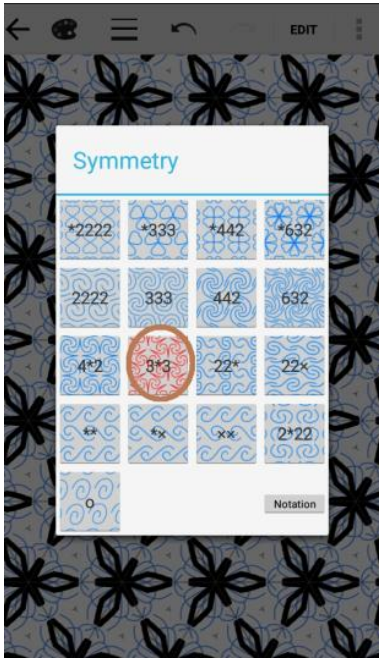 EDIT
Symmetry
*2222 *333 *442 *632
2222 333 442 632
4*2 3*3 22* 22×
** *× ×× 2*22
o
Notation